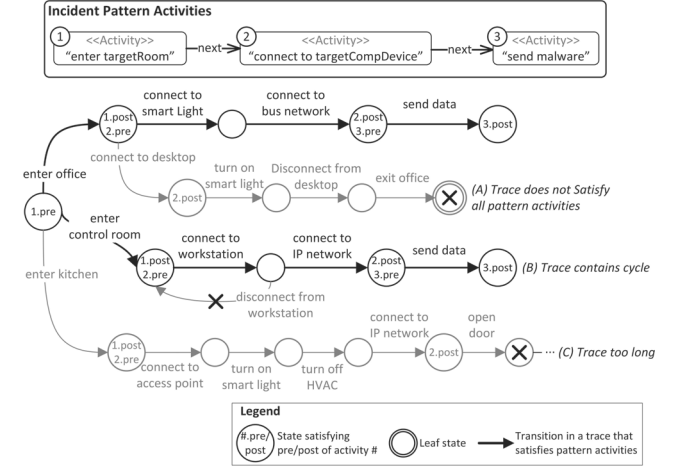 Incident Pattern Activities
1
<<Activity>>
"enter targetRoom"
next
2
<<Activity>>
"connect to targetCompDevice"
next
3
<<Activity>>
"send malware"
connect to
smart Light
connect to
bus network
send data
1.post
2.pre
2.post
3.pre
3.post
enter office
connect to desktop
turn on
smart light
Disconnect from
desktop
exit office
2.post
(A) Trace does not Satisfy
all pattern activities
1.pre
enter
control room
connect to
workstation
connect to
IP network
send data
1.post
2.pre
2.post
3.pre
3.post
(B) Trace contains cycle
enter kitchen
disconnect from
workstation
connect to
IP network
open
door
1.post
2.pre
2.post
... (C) Trace too long
connect to
access point
turn on
smart light
turn off
HVAC
Legend
#.pre/
post
State satisfying
pre/post of activity #
Leaf state
Transition in a trace that
satisfies pattern activities